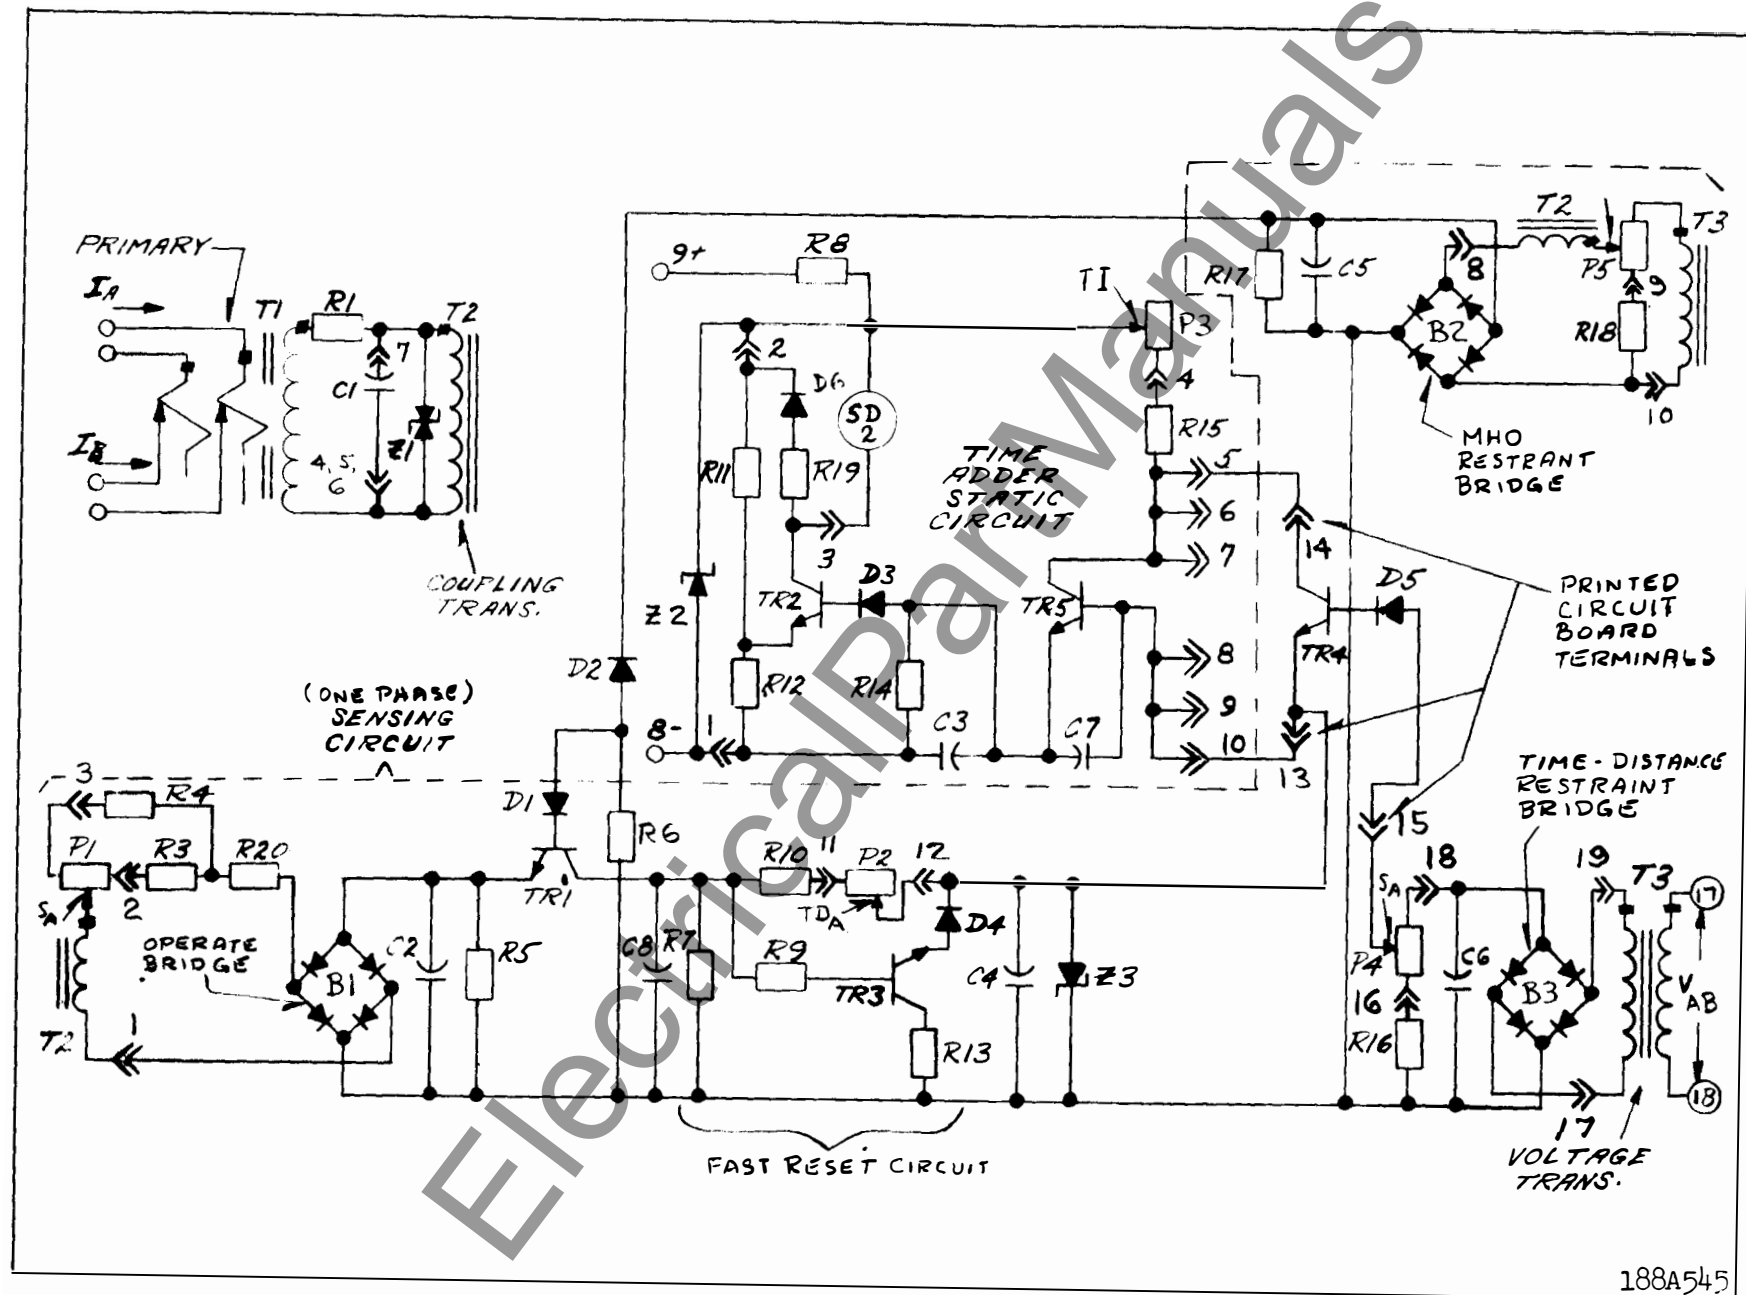 PRIMARY
IA
IB
T1
R1
7
C1
4, 5,
6
Z1
T2
COUPLING
TRANS.
9+
R8
2
D6
SD
2
R11
R19
3
TR2
D3
Z2
R12
R14
C3
8-
1
TIME
ADDER
STATIC
CIRCUIT
TI
P3
4
R15
5
6
7
TR5
C7
8
9
10
R17
C5
B2
8
T2
P5
9
R18
T3
10
MHO
RESTRANT
BRIDGE
14
TR4
D5
13
PRINTED
CIRCUIT
BOARD
TERMINALS
D2
(ONE PHASE)
SENSING
CIRCUIT
3
R4
P1
R3
R20
SA
2
T2
1
OPERATE
BRIDGE
B1
C2
R5
D1
TR1
R6
C8
R7
R10
11
P2
12
TDA
R9
TR3
D4
R13
C4
Z3
FAST RESET CIRCUIT
15
18
SA
P4
16
R16
C6
TIME-DISTANCE
RESTRAINT
BRIDGE
B3
19
T3
17
VAB
18
17
VOLTAGE
TRANS.
188A545
ElectricalPartManuals